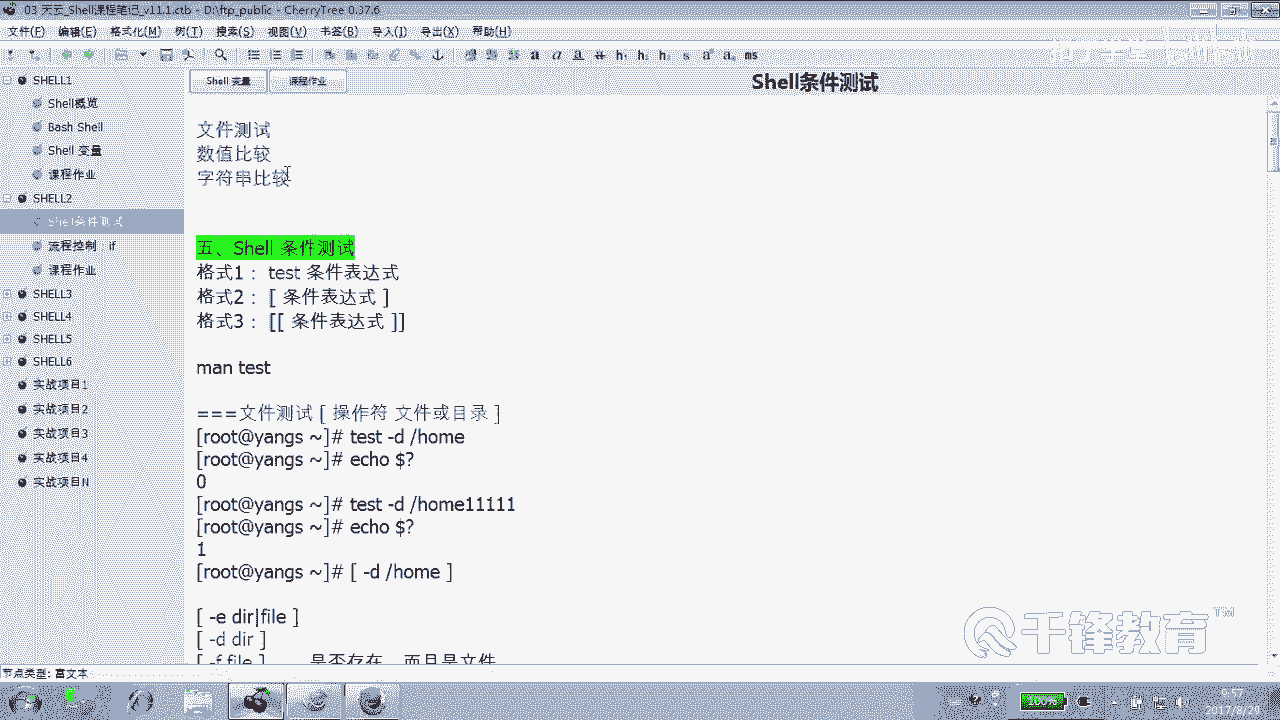 03_天云_Shell课程笔记_v11.1.ctb - D:\ftp_public - CherryTree 0.37.6
文件(F) 编辑(E) 格式化(M) 树(T) 搜索(S) 视图(V) 书签(B) 导入(I) 导出(X) 帮助(H)
SHELL1
Shell概览
Bash Shell
Shell 变量
课程作业
SHELL2
Shell条件测试
流程控制：if
课程作业
SHELL3
SHELL4
SHELL5
SHELL6
实战项目1
实战项目2
实战项目3
实战项目4
实战项目N
Shell 变量 课程作业
Shell条件测试
文件测试
数值比较
字符串比较
五、Shell 条件测试
格式1： test 条件表达式
格式2： [ 条件表达式 ]
格式3： [[ 条件表达式 ]]
man test
===文件测试 [ 操作符 文件或目录 ]
[root@yangs ~]# test -d /home
[root@yangs ~]# echo $?
0
[root@yangs ~]# test -d /home11111
[root@yangs ~]# echo $?
1
[root@yangs ~]# [ -d /home ]
[ -e dir|file ]
[ -d dir ]
[ -f file ] 是否存在，而且是文件
千锋教育™
节点类型: 富文本
100%
9:57
2017/8/29